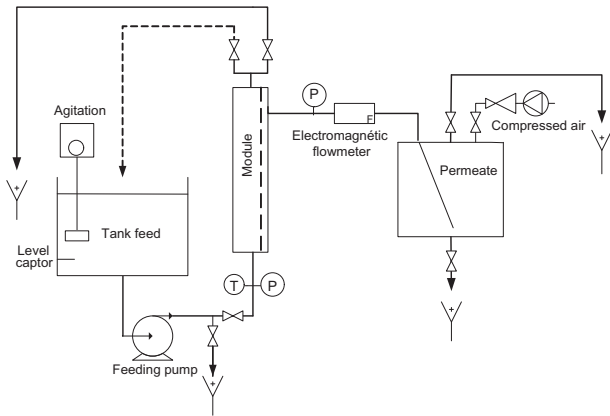 Agitation
Tank feed
Level
captor
Feeding pump
T
P
Module
P
F
Electromagnétic
flowmeter
Permeate
Compressed air